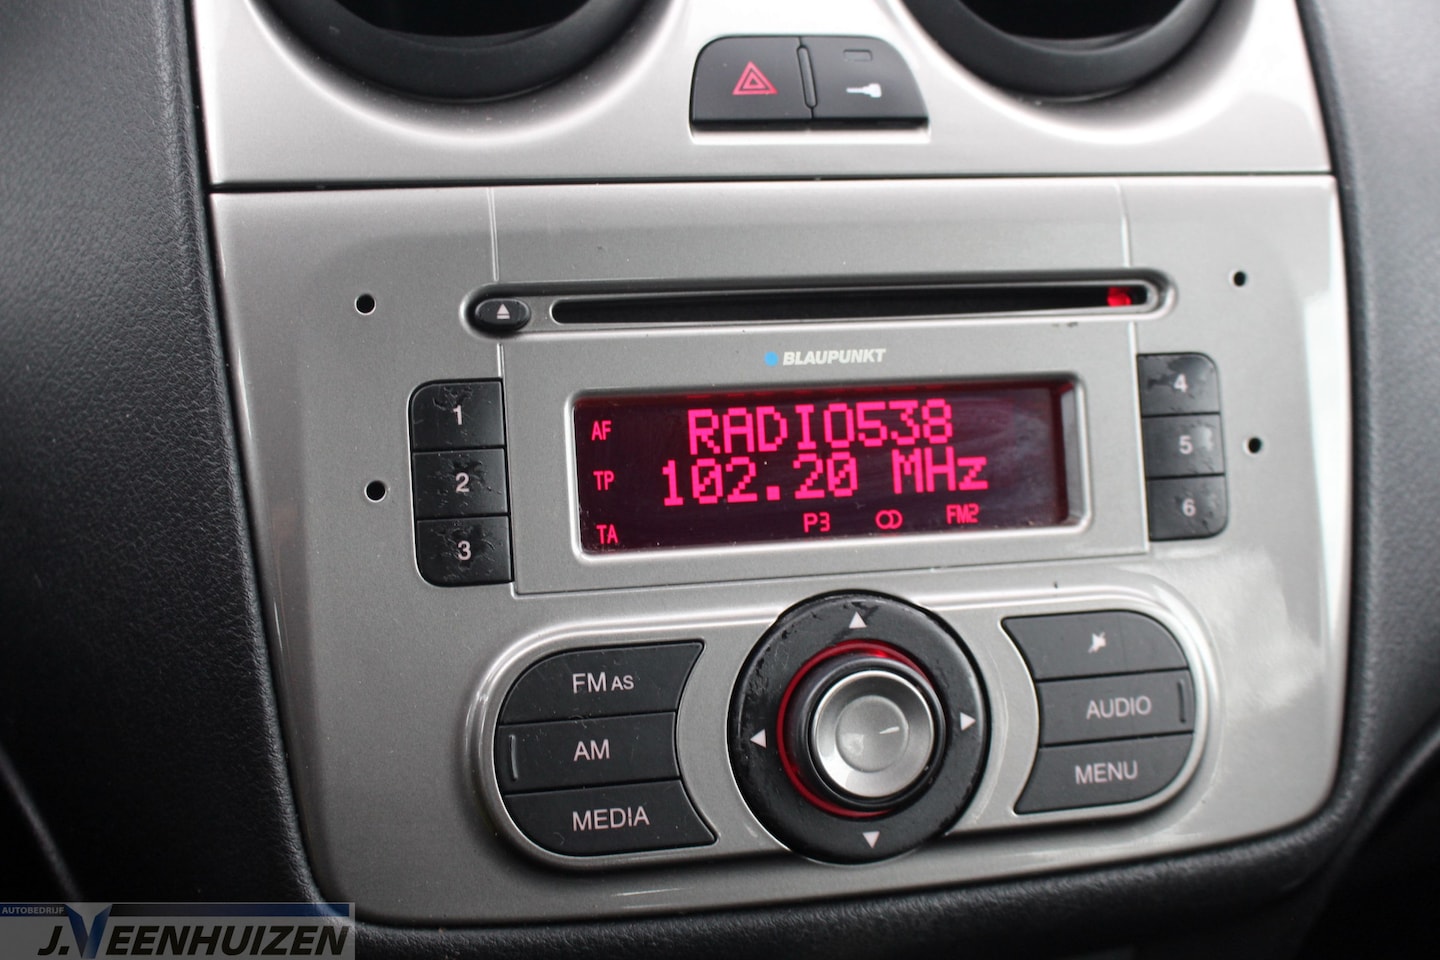 BLAUPUNKT
1
2
3
AF
TP
TA
RADIO538
102.20 MHz
P3
FM2
4
5
6
FM AS
AM
MEDIA
AUDIO
MENU
AUTOBEDRIJF
J.VEENHUIZEN